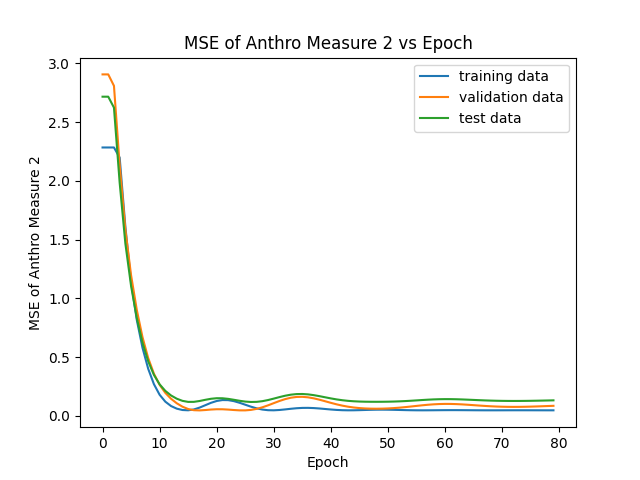 MSE of Anthro Measure 2 vs Epoch
training data
validation data
test data
MSE of Anthro Measure 2
3.0
2.5
2.0
1.5
1.0
0.5
0.0
0 10 20 30 40 50 60 70 80
Epoch